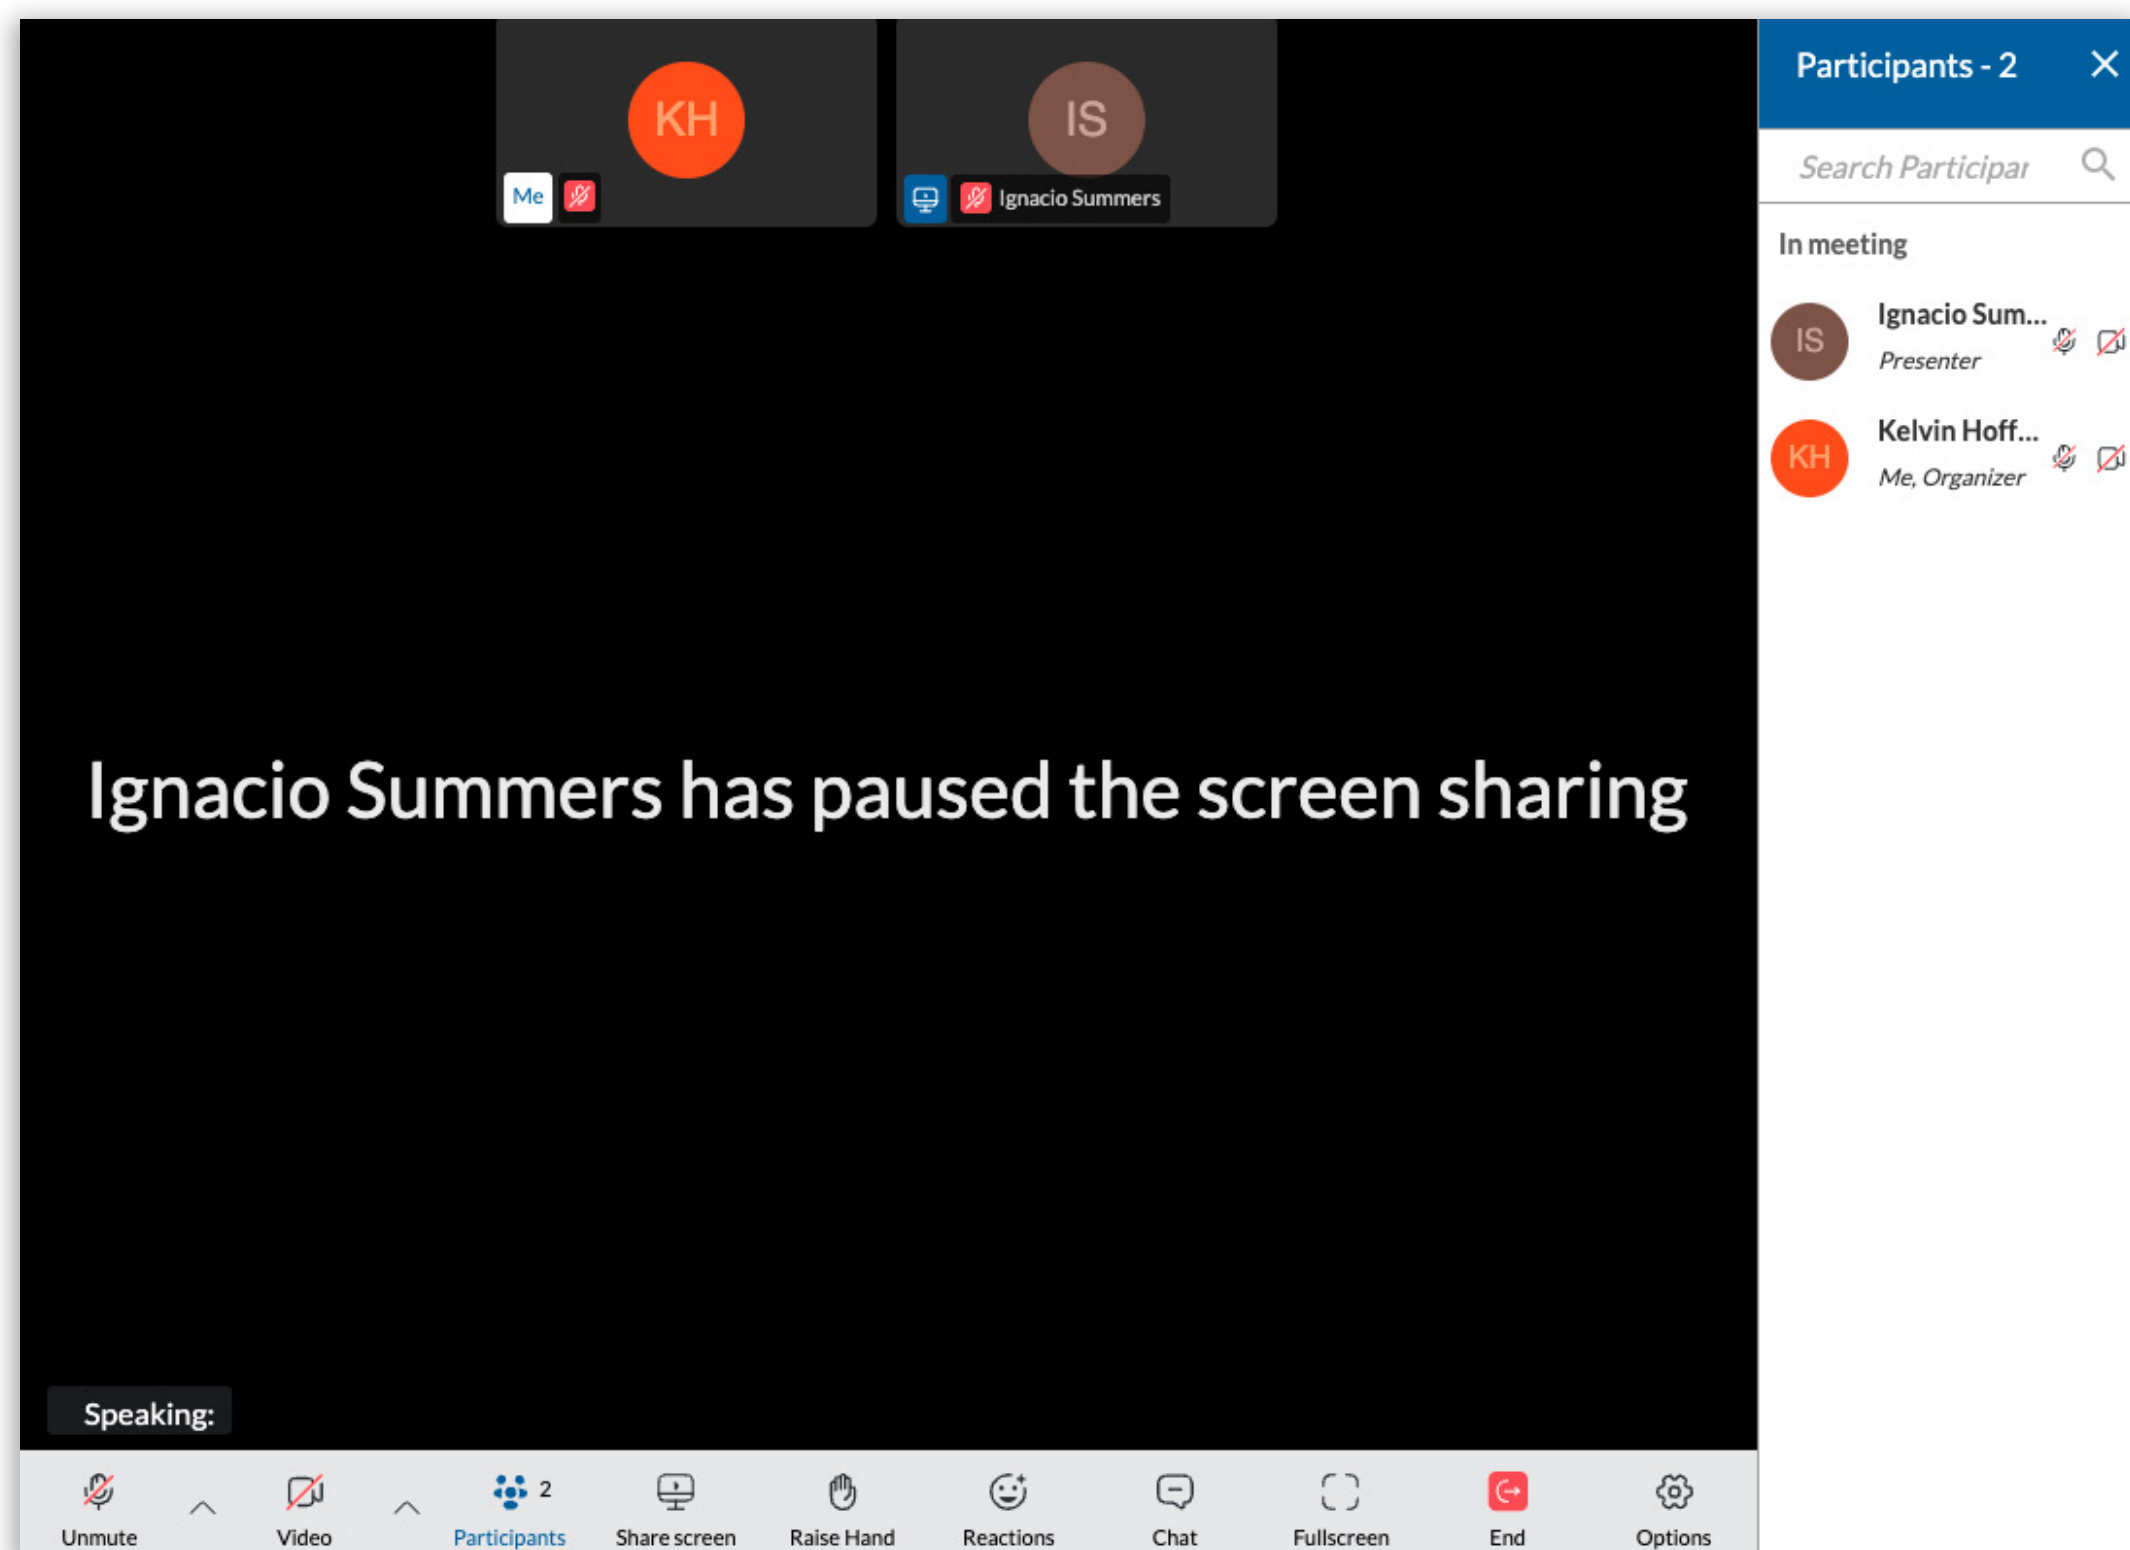 KH
Me
IS
Ignacio Summers
Participants - 2
Search Participar
In meeting
IS
Ignacio Sum...
Presenter
KH
Kelvin Hoff...
Me, Organizer
Ignacio Summers has paused the screen sharing
Speaking:
2
Unmute
Video
Participants
Share screen
Raise Hand
Reactions
Chat
Fullscreen
End
Options